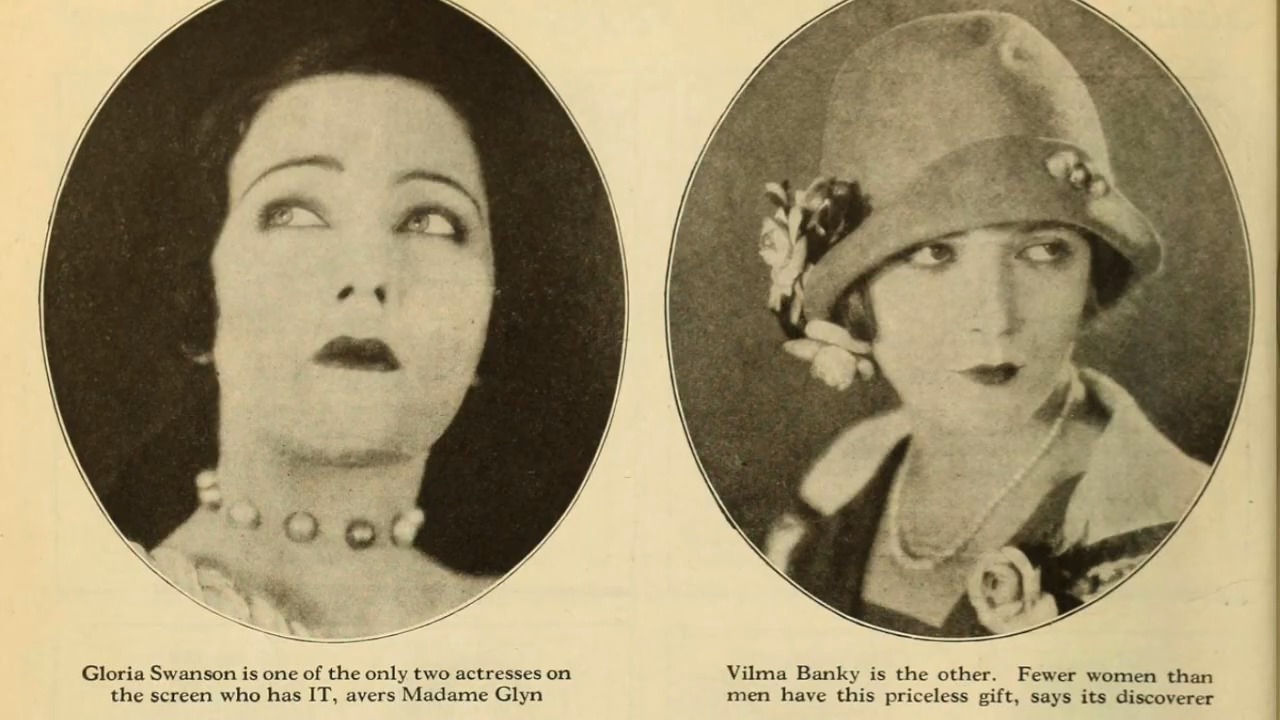 Gloria Swanson is one of the only two actresses on
the screen who has IT, avers Madame Glyn
Vilma Banky is the other. Fewer women than
men have this priceless gift, says its discoverer